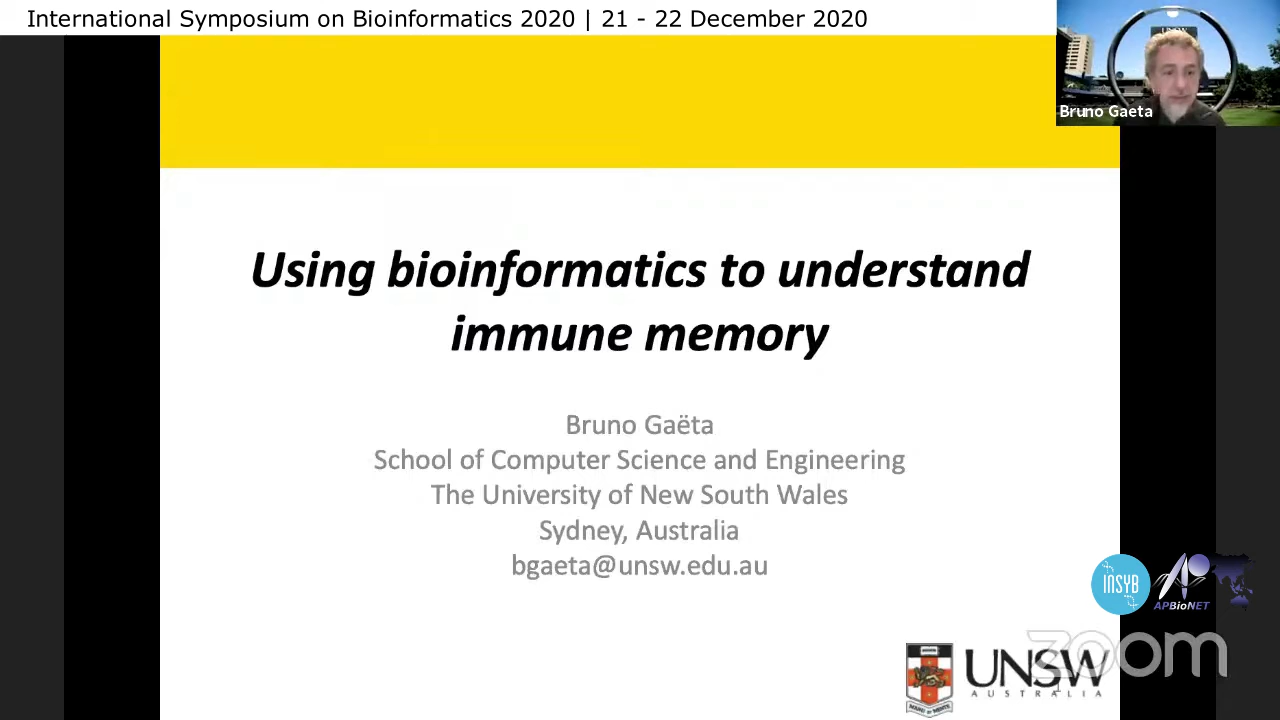 International Symposium on Bioinformatics 2020 | 21 - 22 December 2020
Bruno Gaeta
Using bioinformatics to understand
immune memory
Bruno Gaëta
School of Computer Science and Engineering
The University of New South Wales
Sydney, Australia
bgaeta@unsw.edu.au
INSYB
APBioNET
zoom
UNSW
AUSTRALIA
1